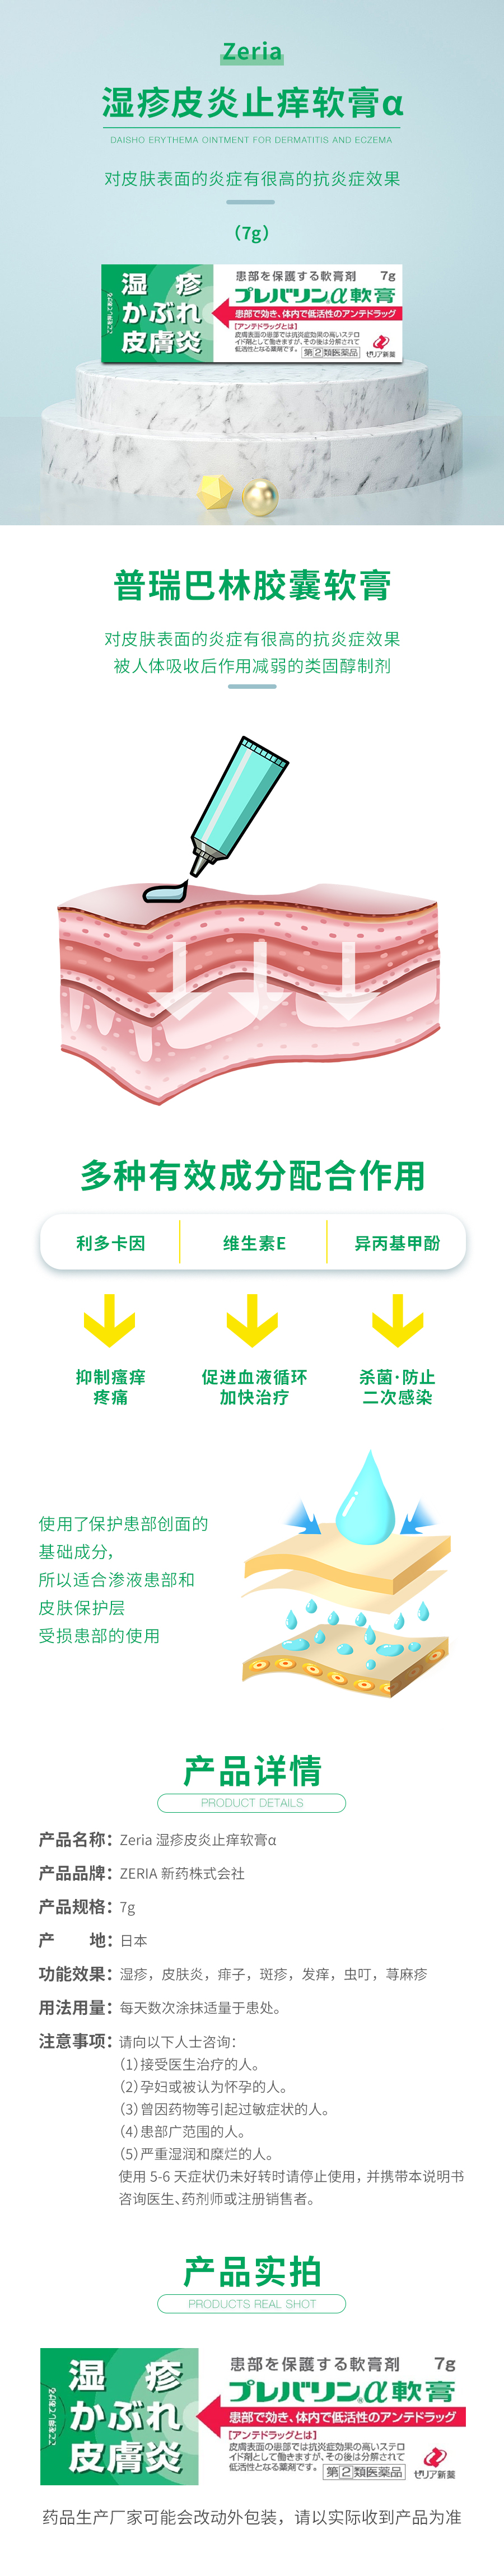 Zeria
湿疹皮炎止痒软膏α
DAISHO ERYTHEMA OINTMENT FOR DERMATITIS AND ECZEMA
对皮肤表面的炎症有很高的抗炎症效果
（7g）
湿 疹
かぶれ
皮膚炎
患部を保護する軟膏剤 7g
プレバリンα軟膏
患部で効き、体内で低活性のアンテドラッグ
【アンテドラッグとは】
皮膚表面の患部では抗炎症効果の高いステロ
イド剤として働きますが、その後は分解されて
低活性となる薬剤です。
第②類医薬品
ゼリア新薬
普瑞巴林胶囊软膏
对皮肤表面的炎症有很高的抗炎症效果
被人体吸收后作用减弱的类固醇制剂
多种有效成分配合作用
利多卡因 维生素E 异丙基甲酚
抑制瘙痒 促进血液循环 杀菌·防止
疼痛 加快治疗 二次感染
使用了保护患部创面的
基础成分，
所以适合渗液患部和
皮肤保护层
受损患部的使用
产品详情
PRODUCT DETAILS
产品名称：Zeria 湿疹皮炎止痒软膏α
产品品牌：ZERIA 新药株式会社
产品规格：7g
产 地：日本
功能效果：湿疹，皮肤炎，痱子，斑疹，发痒，虫叮，荨麻疹
用法用量：每天数次涂抹适量于患处。
注意事项：请向以下人士咨询：
（1）接受医生治疗的人。
（2）孕妇或被认为怀孕的人。
（3）曾因药物等引起过敏症状的人。
（4）患部广范围的人。
（5）严重湿润和糜烂的人。
使用 5-6 天症状仍未好转时请停止使用，并携带本说明书
咨询医生、药剂师或注册销售者。
产品实拍
PRODUCTS REAL SHOT
湿 疹
かぶれ
皮膚炎
患部を保護する軟膏剤 7g
プレバリン®α軟膏
患部で効き、体内で低活性のアンテドラッグ
【アンテドラッグとは】
皮膚表面の患部では抗炎症効果の高いステロ
イド剤として働きますが、その後は分解されて
低活性となる薬剤です。
第②類医薬品
ゼリア新薬
药品生产厂家可能会改动外包装，请以实际收到产品为准